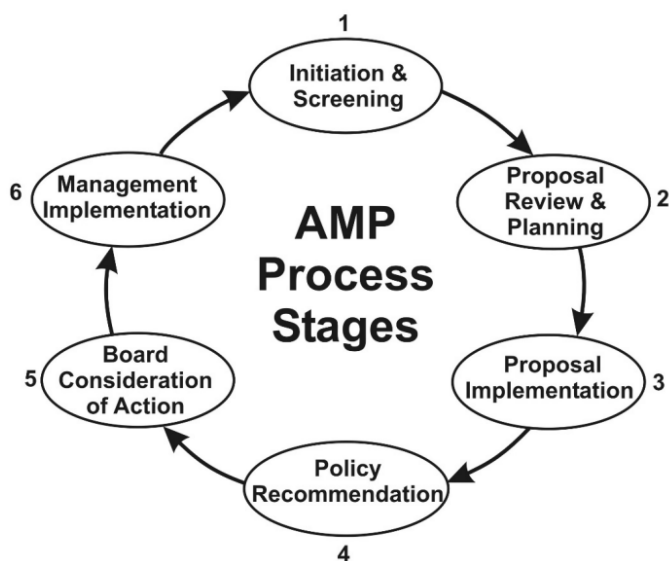 1
Initiation &
Screening
Proposal
Review &
Planning
2
Proposal
Implementation
3
Policy
Recommendation
4
Board
Consideration
of Action
5
Management
Implementation
6
AMP
Process
Stages